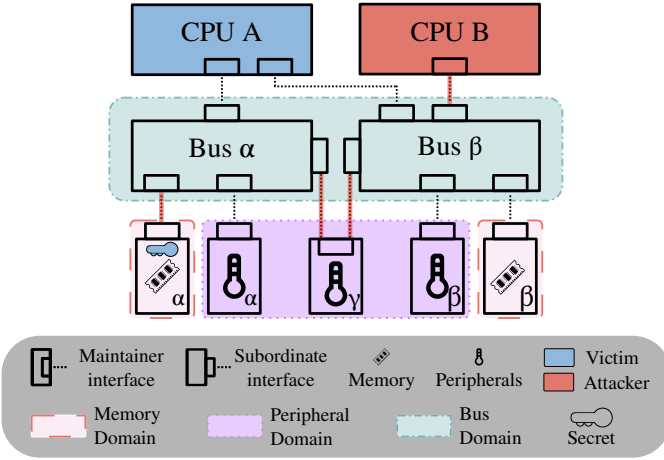 CPU A
CPU B
Bus α
Bus β
α
α
γ
β
β
Maintainer
interface
Subordinate
interface
Memory
Peripherals
Victim
Attacker
Memory
Domain
Peripheral
Domain
Bus
Domain
Secret